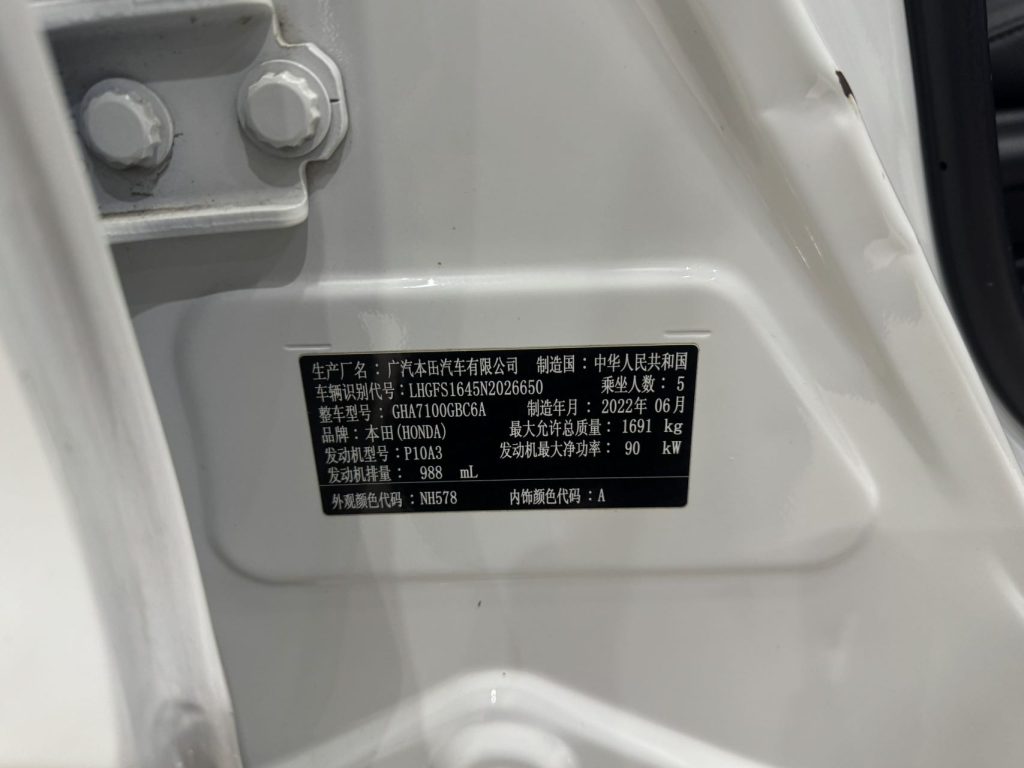 生产厂名：广汽本田汽车有限公司 制造国：中华人民共和国
车辆识别代号：LHGFS1645N2026650 乘坐人数：5
整车型号：GHA7100GBC6A 制造年月：2022年06月
品牌：本田(HONDA) 最大允许总质量：1691 kg
发动机型号：P10A3 发动机最大净功率：90 kW
发动机排量：988 mL
外观颜色代码：NH578 内饰颜色代码：A